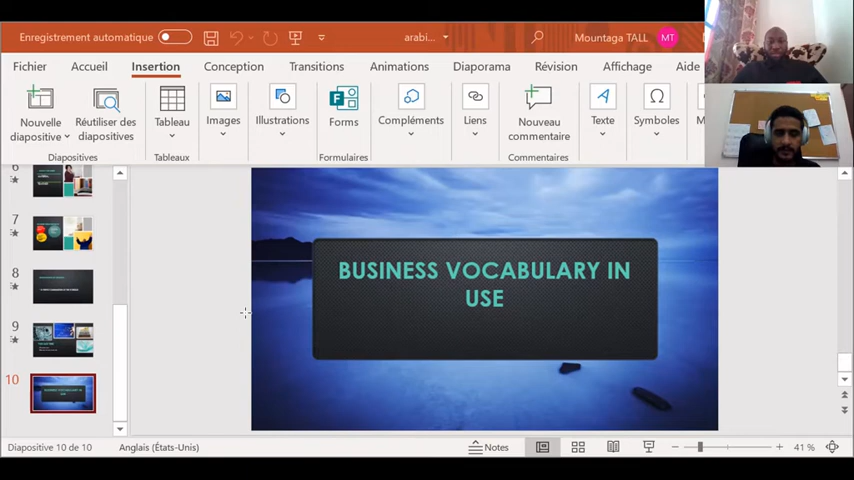 Enregistrement automatique
arabi...
Mountaga TALL
MT
Fichier Accueil Insertion Conception Transitions Animations Diaporama Révision Affichage Aide
Nouvelle diapositive
Réutiliser des diapositives
Tableau
Images
Illustrations
Forms
Compléments
Liens
Nouveau commentaire
Texte
Symboles
Diapositives
Tableaux
Formulaires
Commentaires
6
7
8
9
10
BUSINESS VOCABULARY IN
USE
Diapositive 10 de 10
Anglais (États-Unis)
Notes
41 %